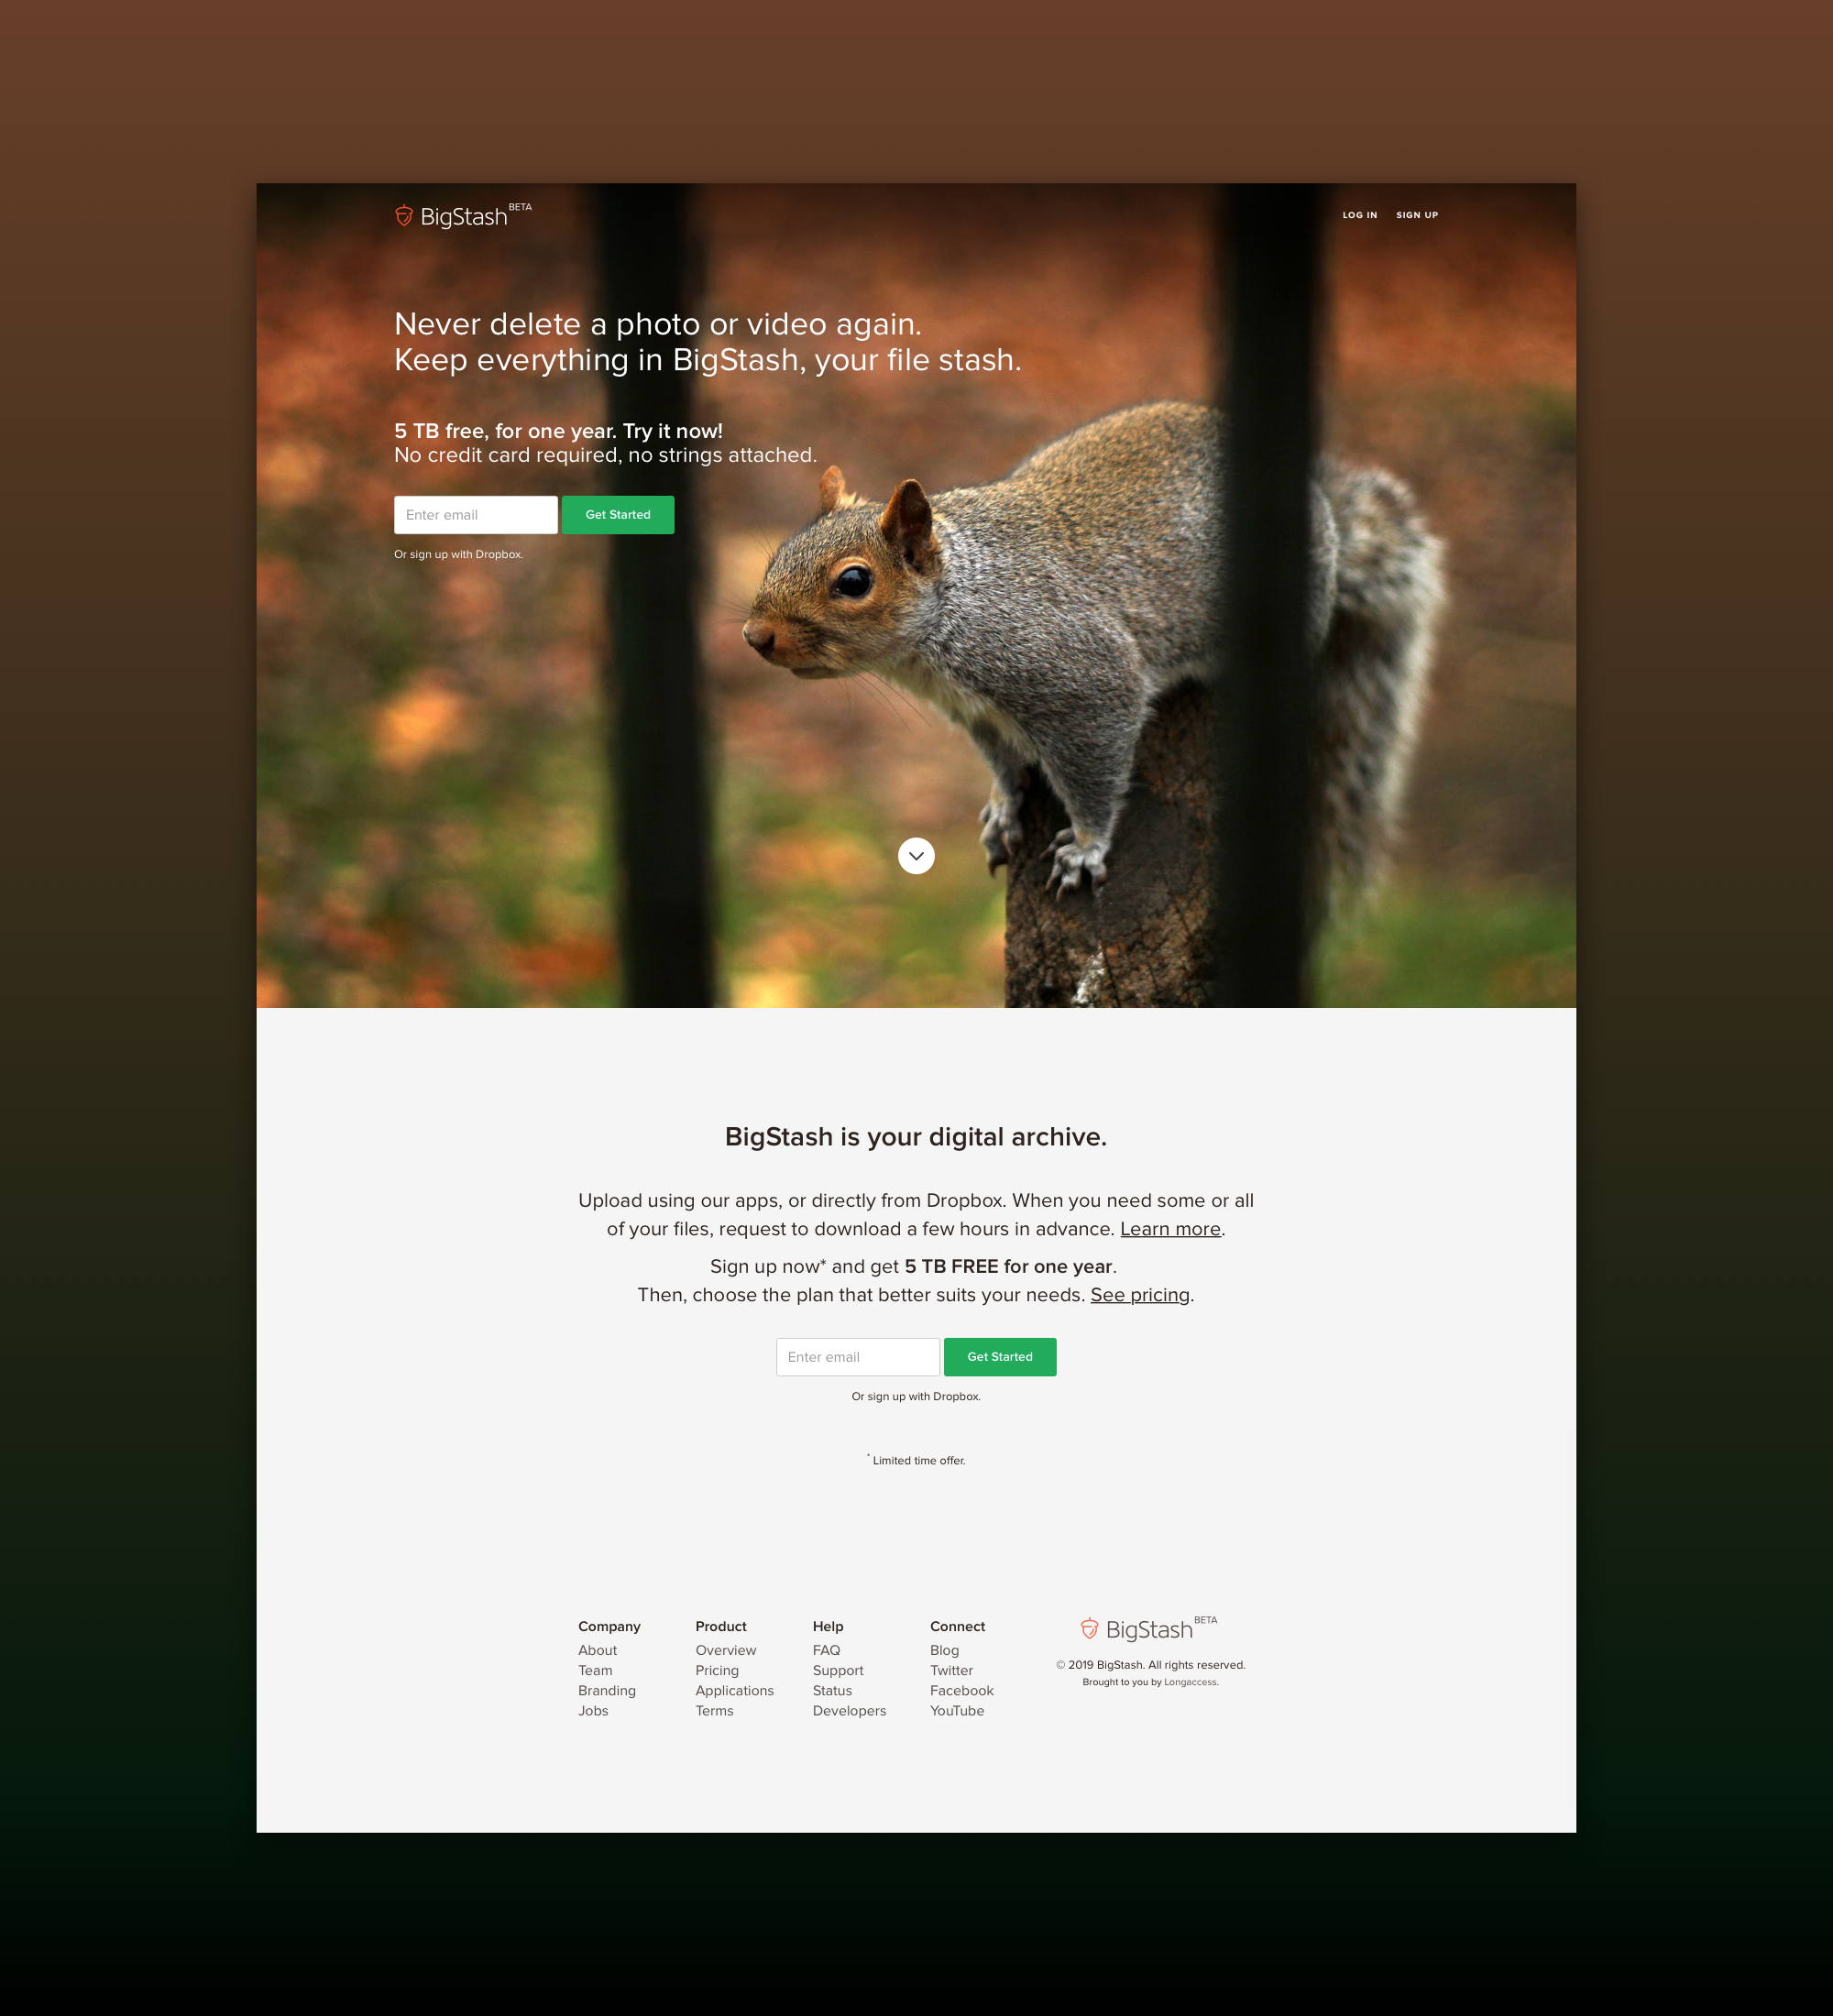 BigStash BETA
LOG IN SIGN UP
Never delete a photo or video again.
Keep everything in BigStash, your file stash.
5 TB free, for one year. Try it now!
No credit card required, no strings attached.
Enter email Get Started
Or sign up with Dropbox.
BigStash is your digital archive.
Upload using our apps, or directly from Dropbox. When you need some or all
of your files, request to download a few hours in advance. Learn more.
Sign up now* and get 5 TB FREE for one year.
Then, choose the plan that better suits your needs. See pricing.
Enter email Get Started
Or sign up with Dropbox.
* Limited time offer.
Company
About
Team
Branding
Jobs
Product
Overview
Pricing
Applications
Terms
Help
FAQ
Support
Status
Developers
Connect
Blog
Twitter
Facebook
YouTube
BigStash BETA
© 2019 BigStash. All rights reserved.
Brought to you by Longaccess.